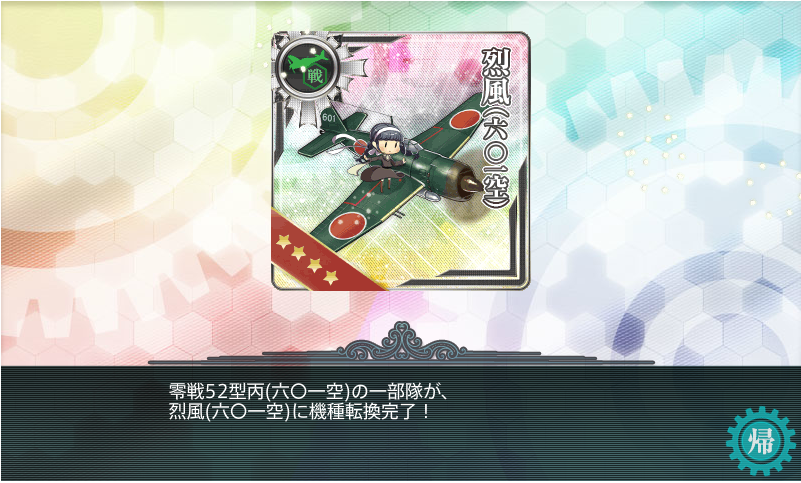 戦
烈風(六〇一空)
601
零戦52型丙(六〇一空)の一部隊が、
烈風(六〇一空)に機種転換完了！
帰